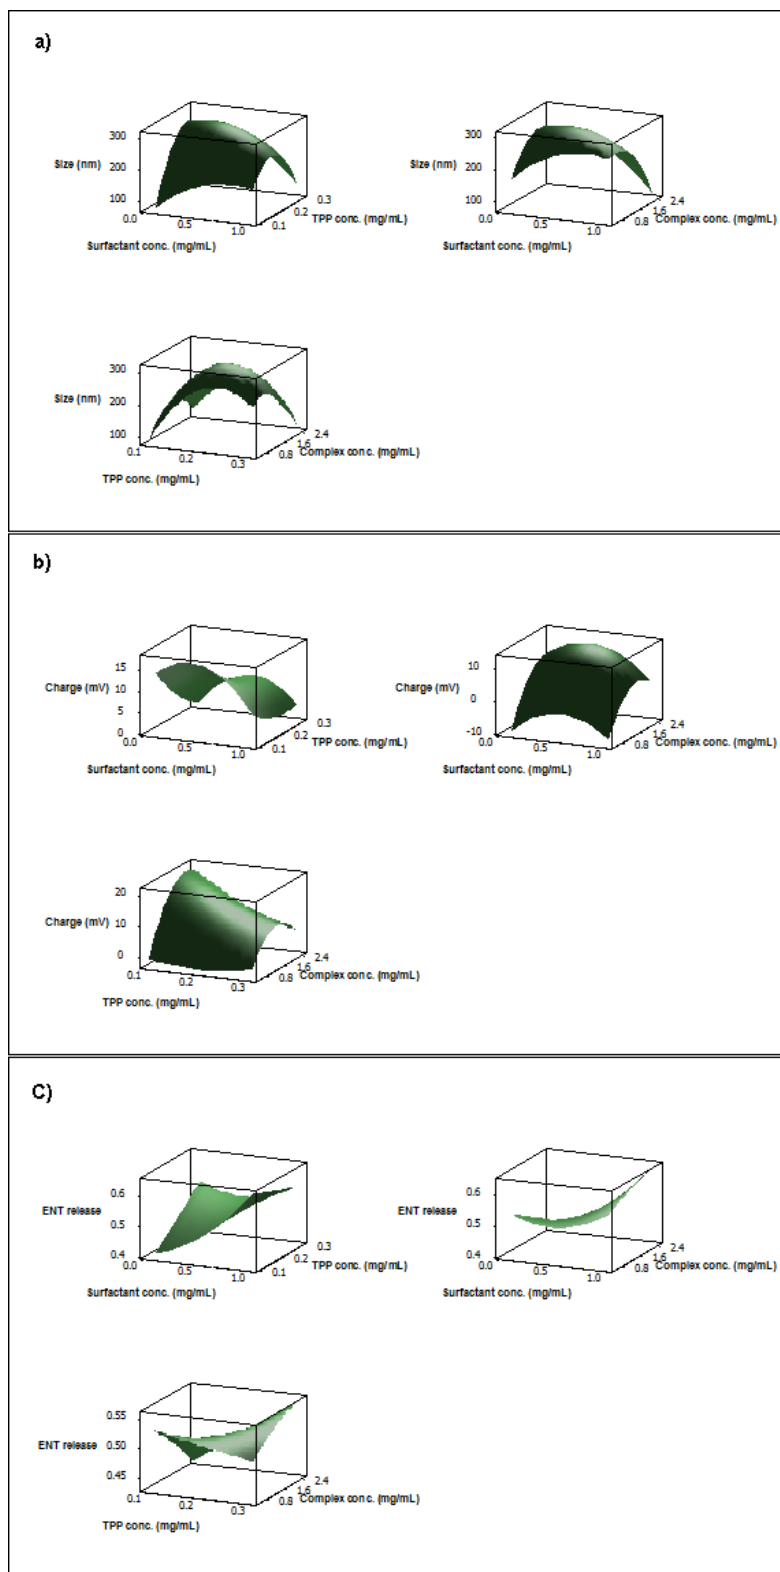 a)
300
Size (nm) 200
100
0.0
0.5
1.0
0.1
0.2
0.3
TPP conc. (mg/mL)
Surfactant conc. (mg/mL)
300
Size (nm) 200
100
0.0
0.5
1.0
0.8
1.6
2.4
Complex conc. (mg/mL)
Surfactant conc. (mg/mL)
300
Size (nm) 200
100
0.1
0.2
0.3
0.8
1.6
2.4
Complex conc. (mg/mL)
TPP conc. (mg/mL)
b)
15
Charge (mV) 10
5
0
0.0
0.5
1.0
0.1
0.2
0.3
TPP conc. (mg/mL)
Surfactant conc. (mg/mL)
10
Charge (mV)
0
-10
0.0
0.5
1.0
0.8
1.6
2.4
Complex conc. (mg/mL)
Surfactant conc. (mg/mL)
20
Charge (mV) 10
0
0.1
0.2
0.3
0.8
1.6
2.4
Complex conc. (mg/mL)
TPP conc. (mg/mL)
C)
0.6
ENT release
0.5
0.4
0.0
0.5
1.0
0.1
0.2
0.3
TPP conc. (mg/mL)
Surfactant conc. (mg/mL)
0.6
ENT release
0.5
0.4
0.0
0.5
1.0
0.8
1.6
2.4
Complex conc. (mg/mL)
Surfactant conc. (mg/mL)
0.55
ENT release 0.50
0.45
0.1
0.2
0.3
0.8
1.6
2.4
Complex conc. (mg/mL)
TPP conc. (mg/mL)